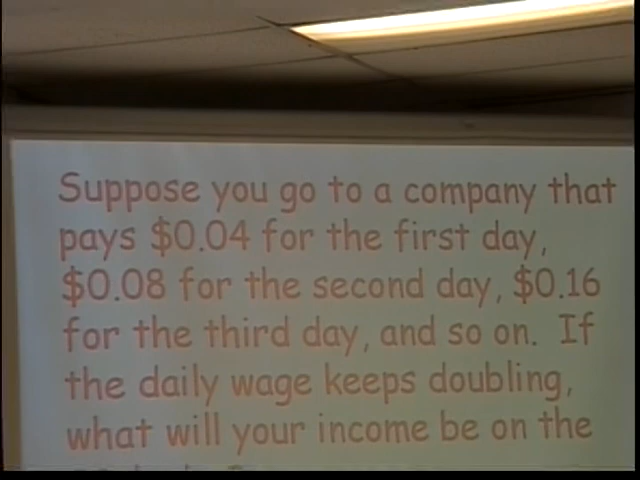 Suppose you go to a company that
pays $0.04 for the first day,
$0.08 for the second day, $0.16
for the third day, and so on. If
the daily wage keeps doubling,
what will your income be on the